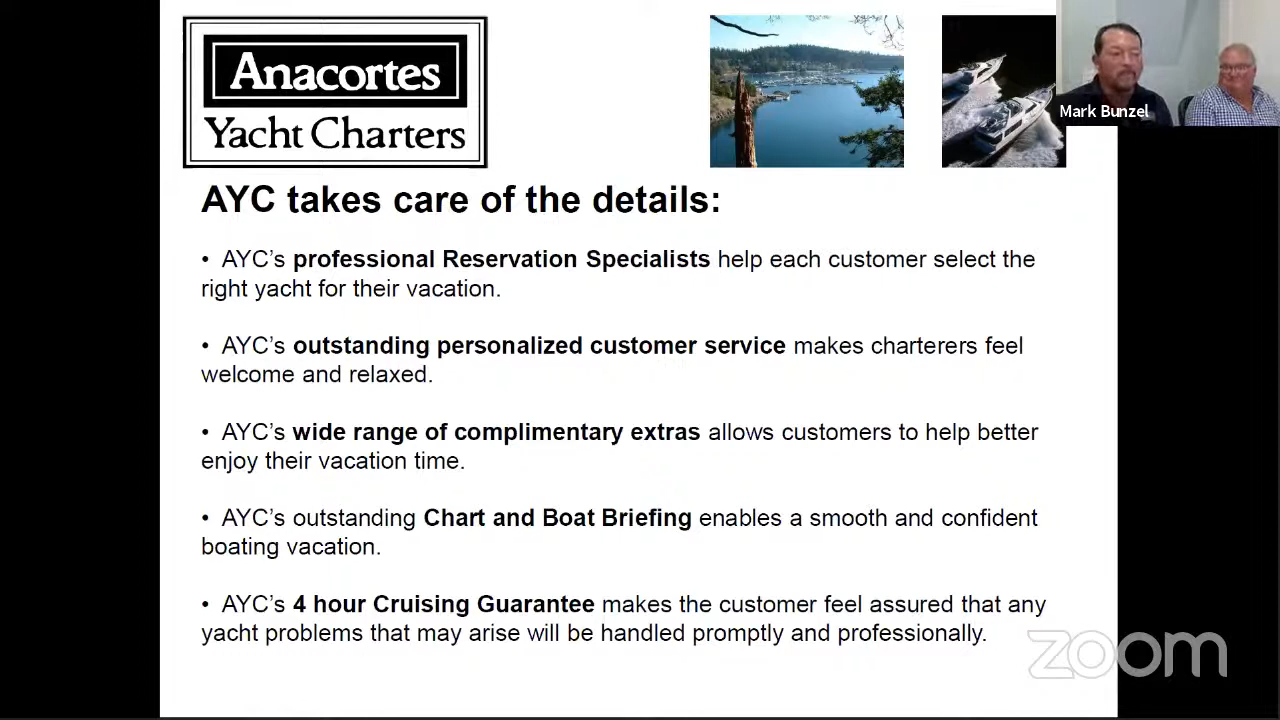 Anacortes
Yacht Charters
Mark Bunzel
AYC takes care of the details:
• AYC's professional Reservation Specialists help each customer select the
right yacht for their vacation.
• AYC's outstanding personalized customer service makes charterers feel
welcome and relaxed.
• AYC's wide range of complimentary extras allows customers to help better
enjoy their vacation time.
• AYC's outstanding Chart and Boat Briefing enables a smooth and confident
boating vacation.
• AYC's 4 hour Cruising Guarantee makes the customer feel assured that any
yacht problems that may arise will be handled promptly and professionally.
zoom